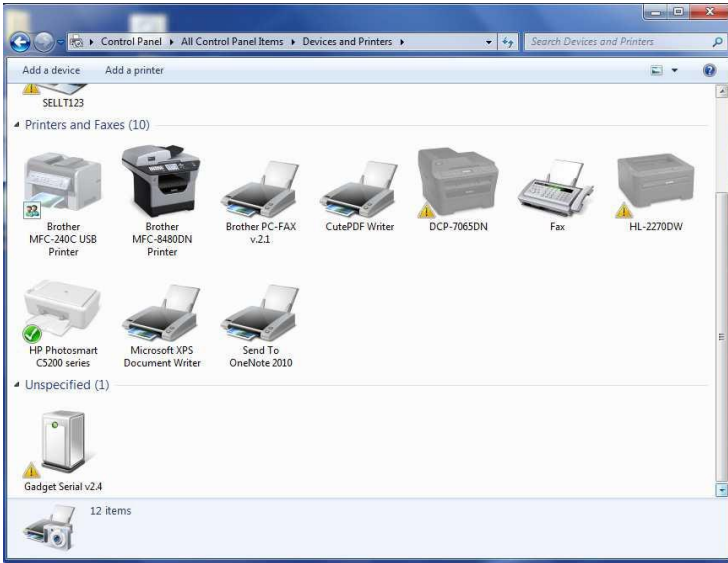 Control Panel ▸ All Control Panel Items ▸ Devices and Printers ▸
Search Devices and Printers
Add a device Add a printer
SELLT123
Printers and Faxes (10)
Brother MFC-240C USB Printer
Brother MFC-8480DN Printer
Brother PC-FAX v.2.1
CutePDF Writer
DCP-7065DN
Fax
HL-2270DW
HP Photosmart C5200 series
Microsoft XPS Document Writer
Send To OneNote 2010
Unspecified (1)
Gadget Serial v2.4
12 items